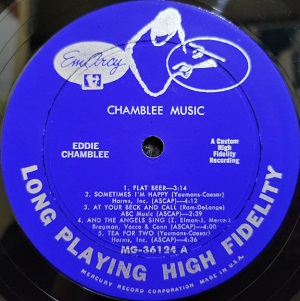 EmArcy
CHAMBLEE MUSIC
EDDIE
CHAMBLEE
A Custom
High
Fidelity
Recording
1. FLAT BEER—3:14
2. SOMETIMES I'M HAPPY (Youmans-Caesar)
Harms, Inc. (ASCAP)—4:12
3. AT YOUR BECK AND CALL (Ram-DeLange)
ABC Music (ASCAP)—2:39
4. AND THE ANGELS SING (Z. Elman-J. Mercer)
Bregman, Vocco & Conn (ASCAP)—4:00
5. TEA FOR TWO (Youmans-Caesar)
Harms, Inc. (ASCAP)—4:36
MG-36124 A
LONG PLAYING HIGH FIDELITY
MERCURY RECORD CORPORATION MADE IN U.S.A.